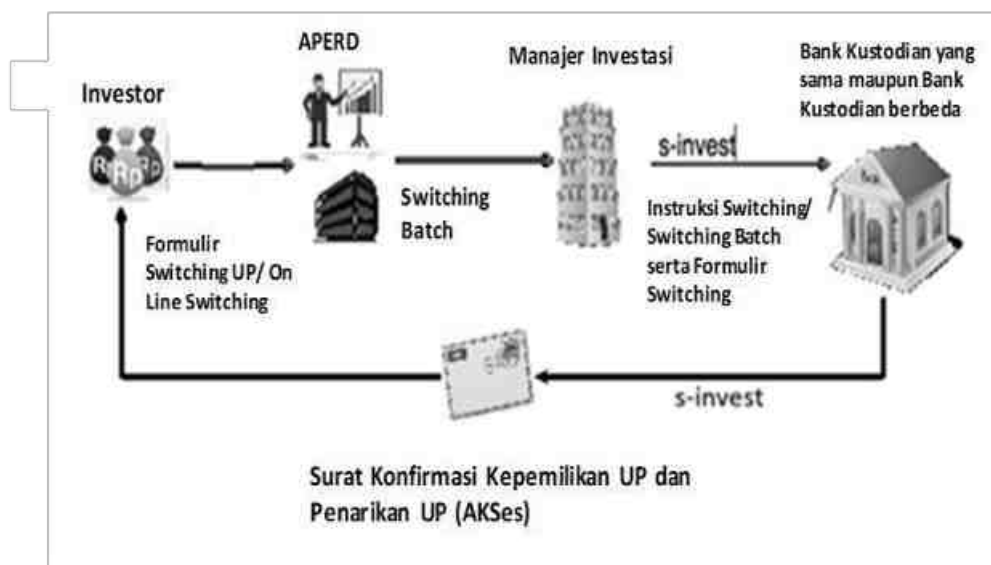 APERD
Manajer Investasi
Bank Kustodian yang
sama maupun Bank
Kustodian berbeda
Investor
Rp
s-invest
Switching
Batch
Instruksi Switching/
Switching Batch
serta Formulir
Switching
Formulir
Switching UP/ On
Line Switching
s-invest
Surat Konfirmasi Kepemilikan UP dan
Penarikan UP (AKSes)